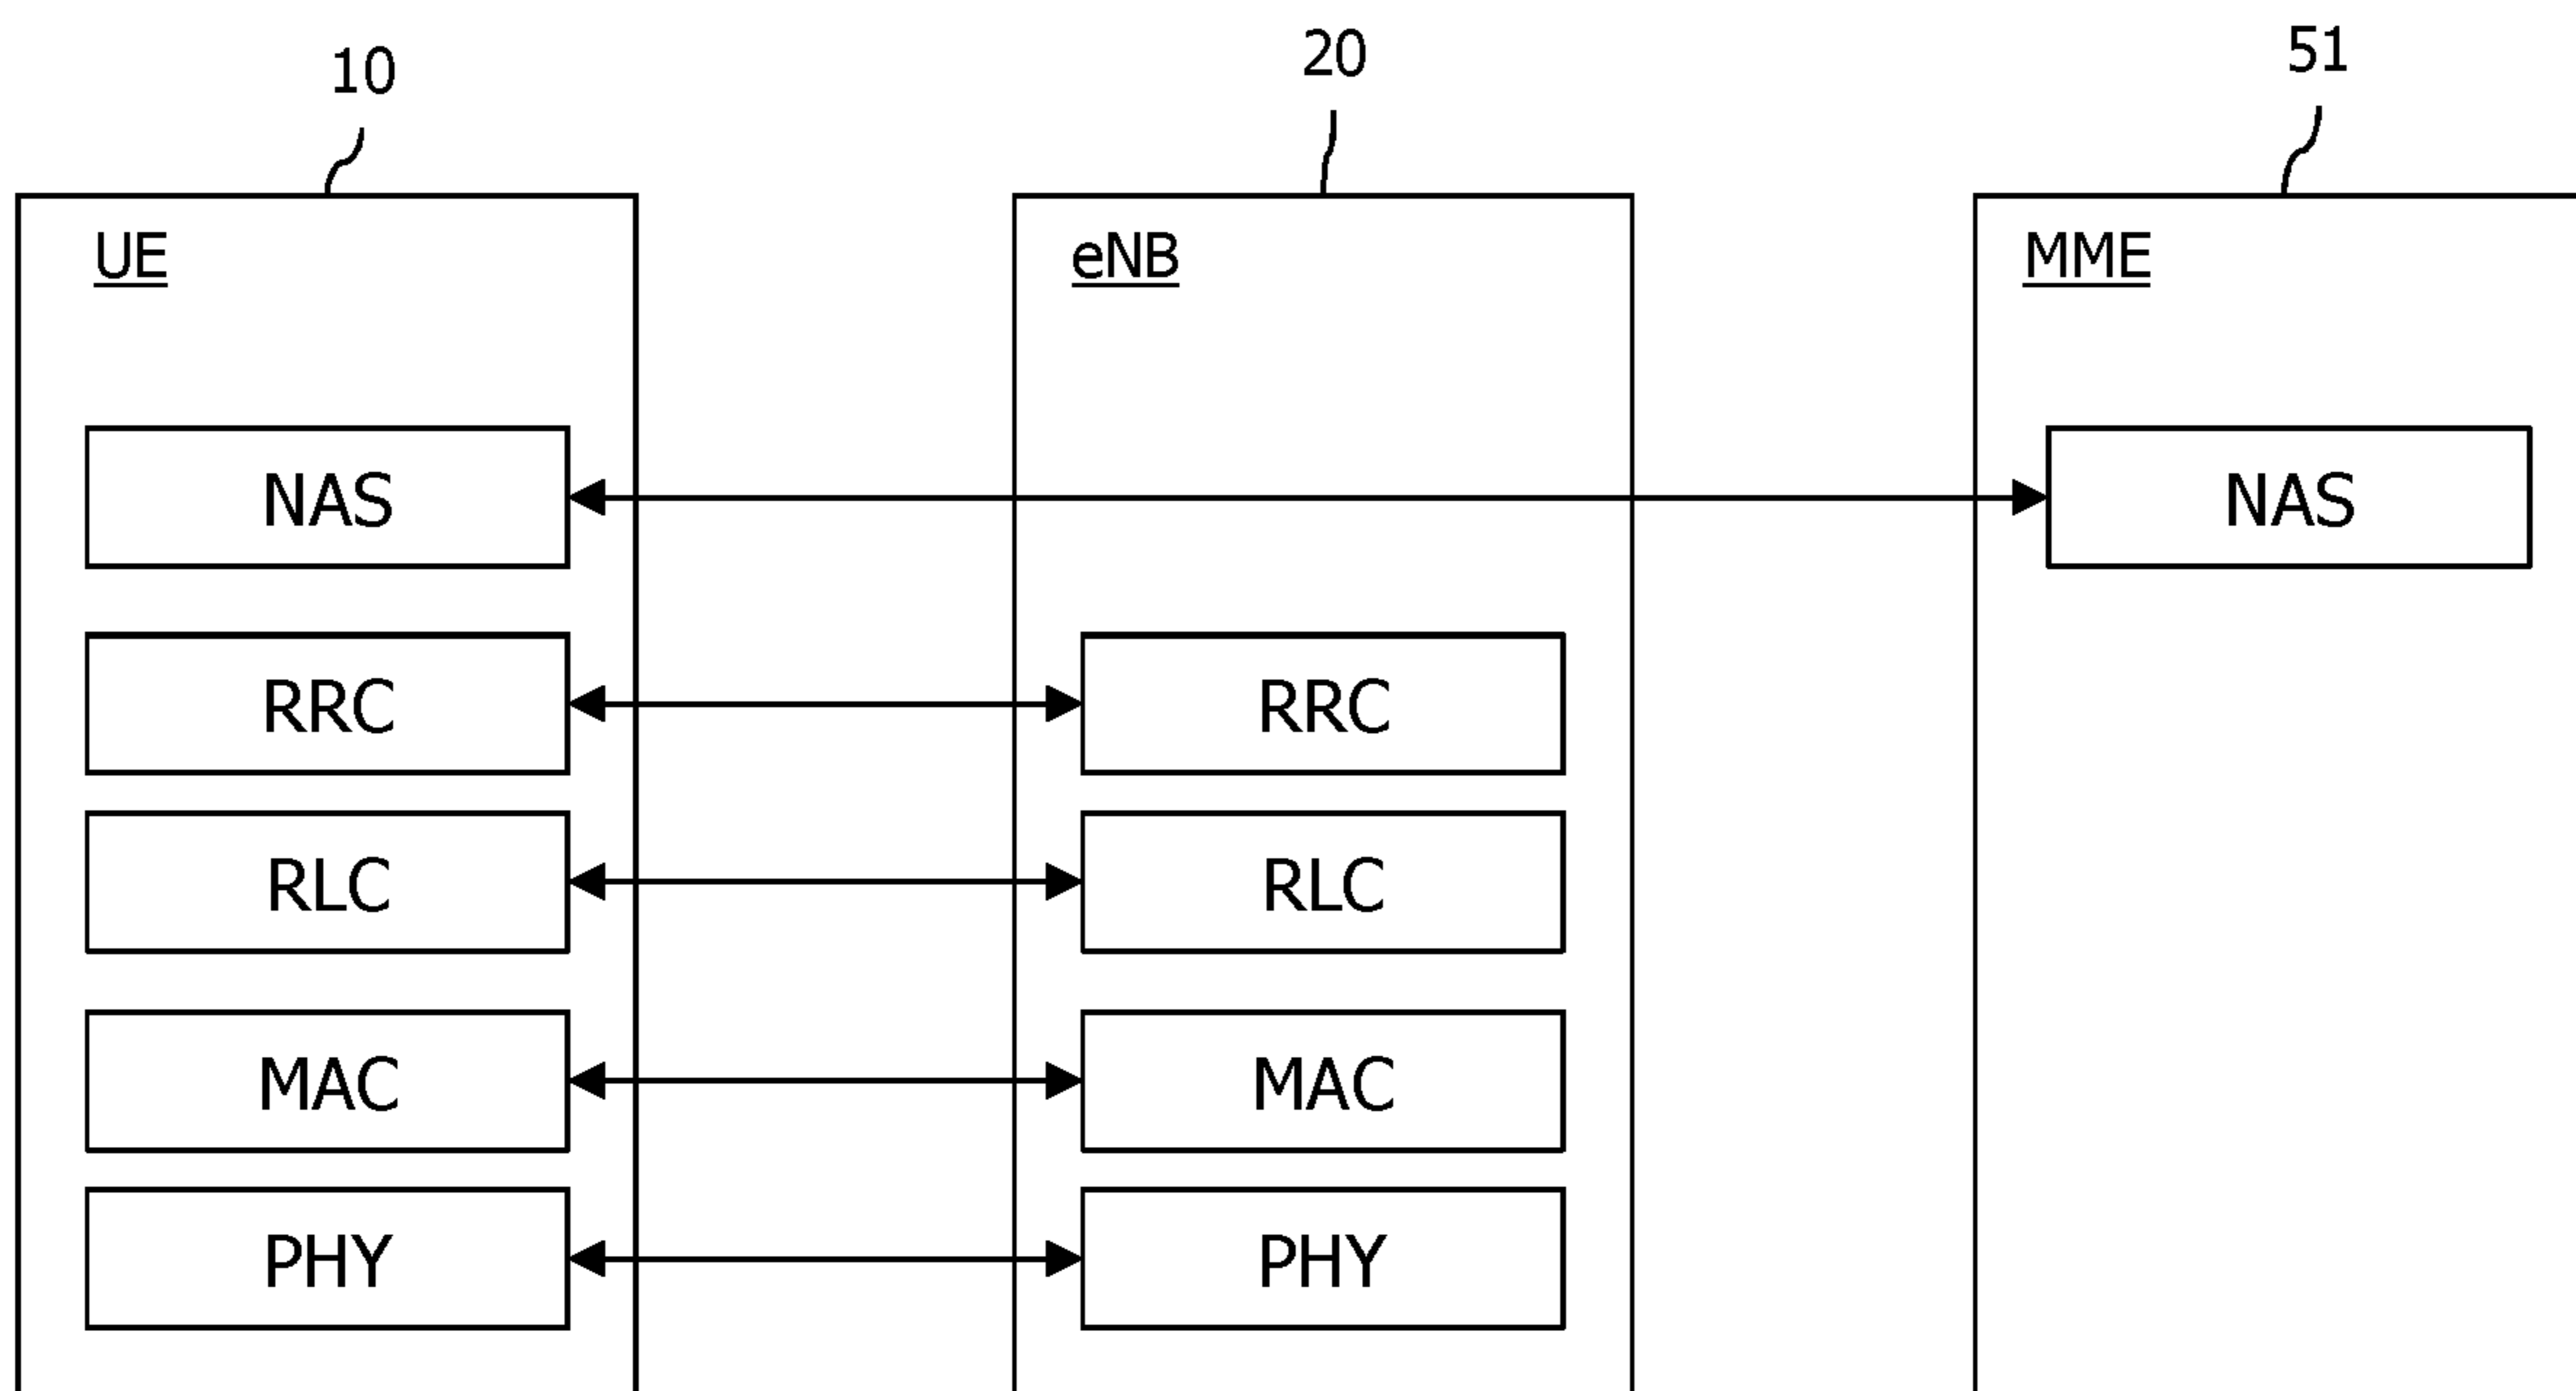 10 20 51
UE eNB MME
NAS NAS
RRC RRC
RLC RLC
MAC MAC
PHY PHY